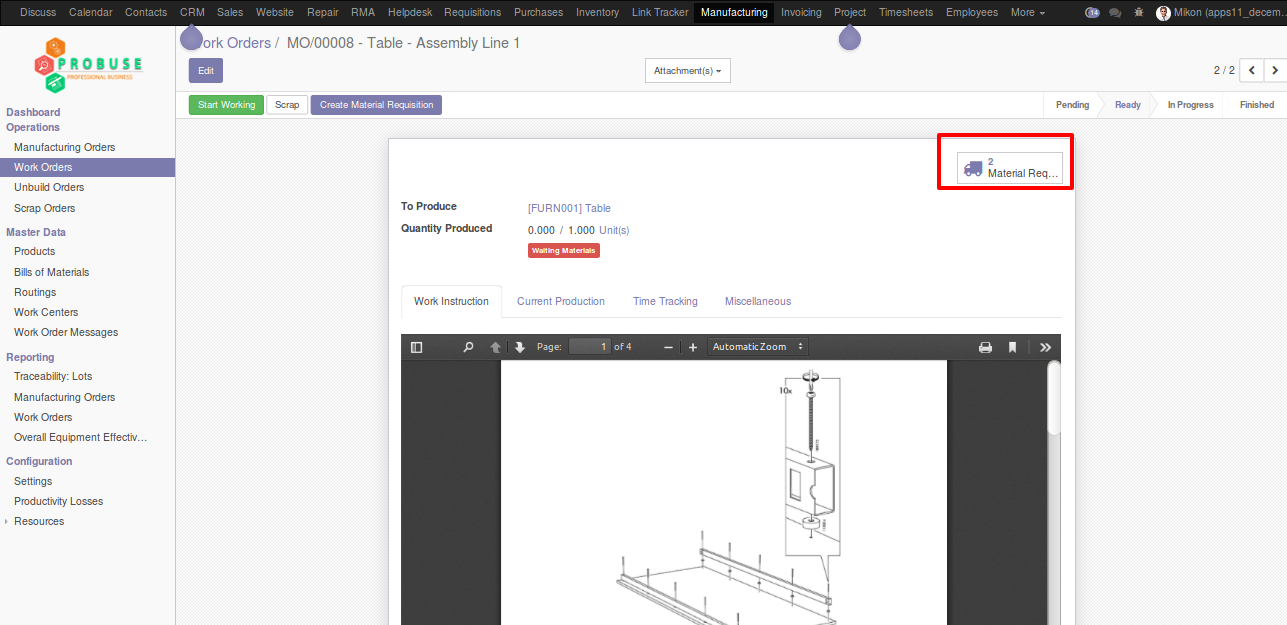 Discuss Calendar Contacts CRM Sales Website Repair RMA Helpdesk Requisitions Purchases Inventory Link Tracker Manufacturing Invoicing Project Timesheets Employees More 14 Mikon (apps11_decem...
PROBUSE
PROFESSIONAL BUSINESS
ork Orders / MO/00008 - Table - Assembly Line 1
Edit Attachment(s) 2 / 2
Start Working Scrap Create Material Requisition Pending Ready In Progress Finished
Dashboard
Operations
Manufacturing Orders
Work Orders
Unbuild Orders
Scrap Orders
Master Data
Products
Bills of Materials
Routings
Work Centers
Work Order Messages
Reporting
Traceability: Lots
Manufacturing Orders
Work Orders
Overall Equipment Effectiv...
Configuration
Settings
Productivity Losses
Resources
2
Material Req...
To Produce [FURN001] Table
Quantity Produced 0.000 / 1.000 Unit(s)
Waiting Materials
Work Instruction Current Production Time Tracking Miscellaneous
Page: 1 of 4 Automatic Zoom
10x